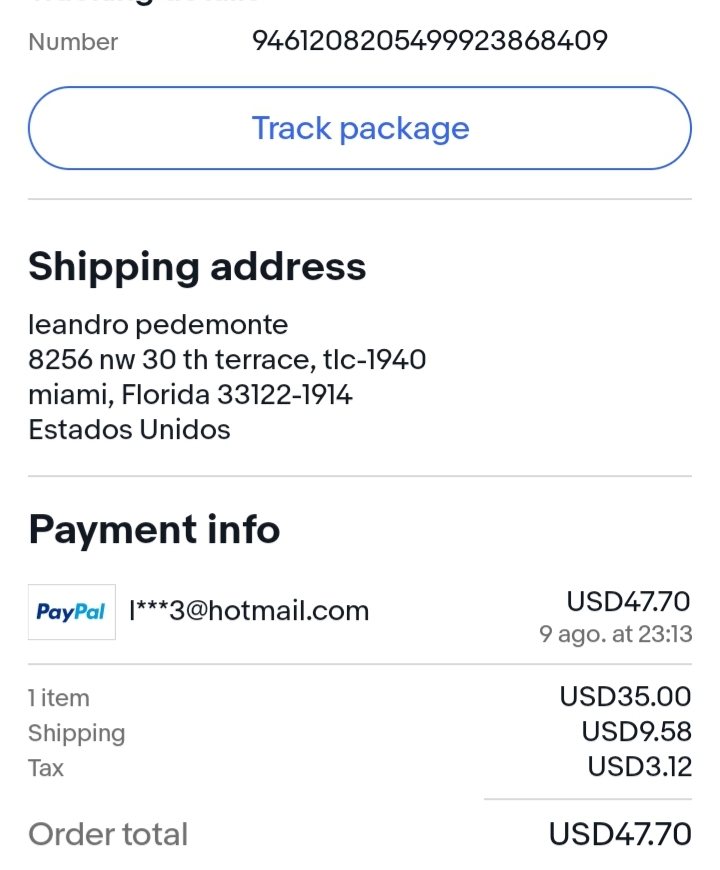 Number 9461208205499923868409
Track package
Shipping address
leandro pedemonte
8256 nw 30 th terrace, tlc-1940
miami, Florida 33122-1914
Estados Unidos
Payment info
PayPal l***3@hotmail.com USD47.70
9 ago. at 23:13
1 item USD35.00
Shipping USD9.58
Tax USD3.12
Order total USD47.70